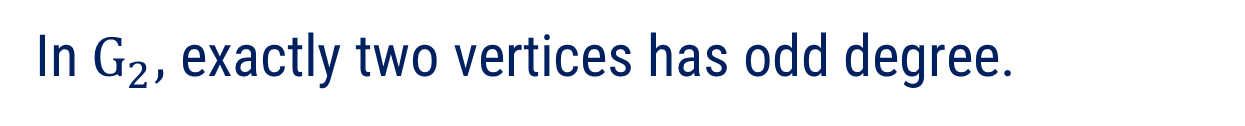 In G₂, exactly two vertices has odd degree.